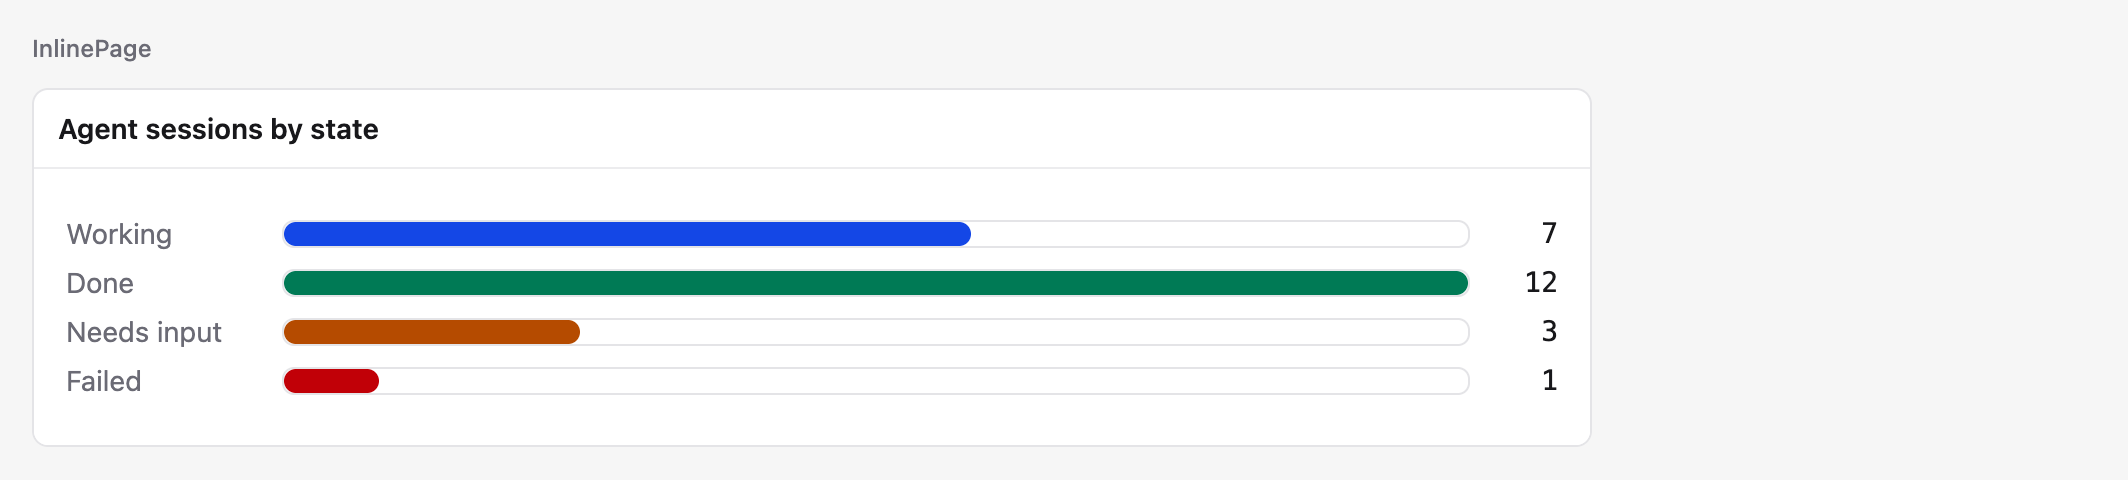 InlinePage
Agent sessions by state
Working 7
Done 12
Needs input 3
Failed 1